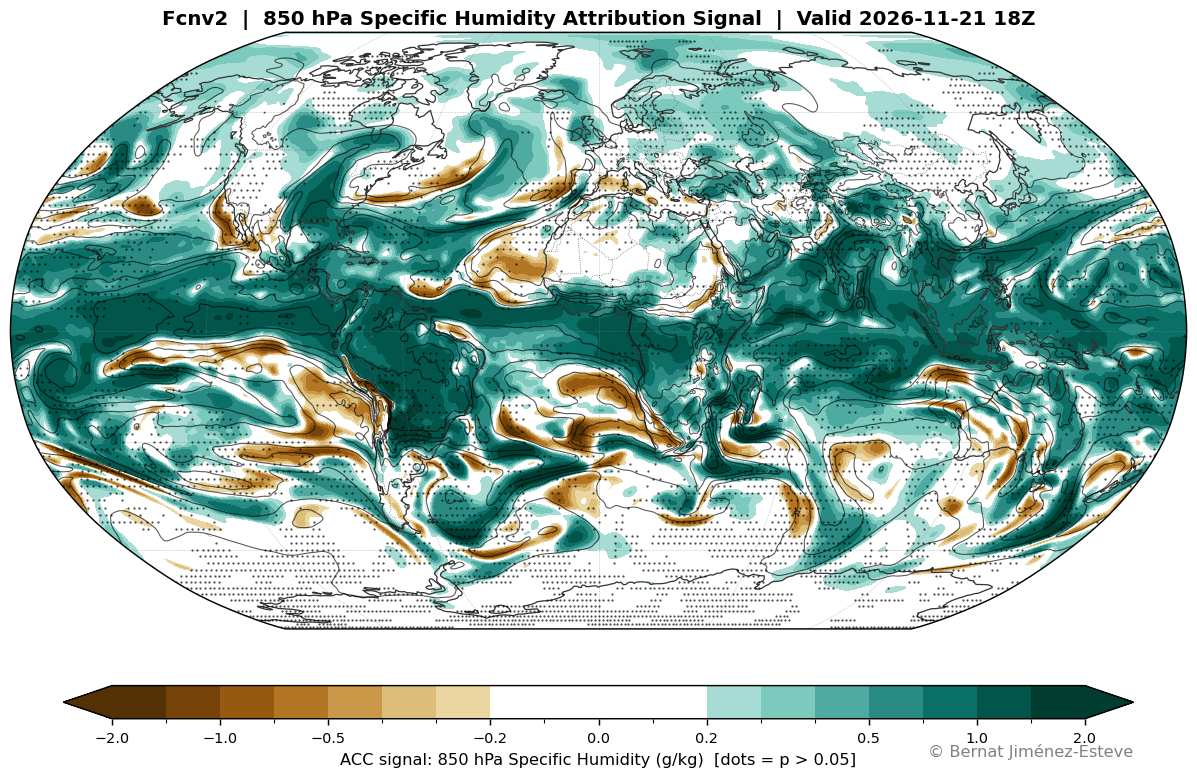 Fcnv2 | 850 hPa Specific Humidity Attribution Signal | Valid 2026-11-21 18Z
−2.0 −1.0 −0.5 −0.2 0.0 0.2 0.5 1.0 2.0
ACC signal: 850 hPa Specific Humidity (g/kg) [dots = p > 0.05]
© Bernat Jiménez-Esteve